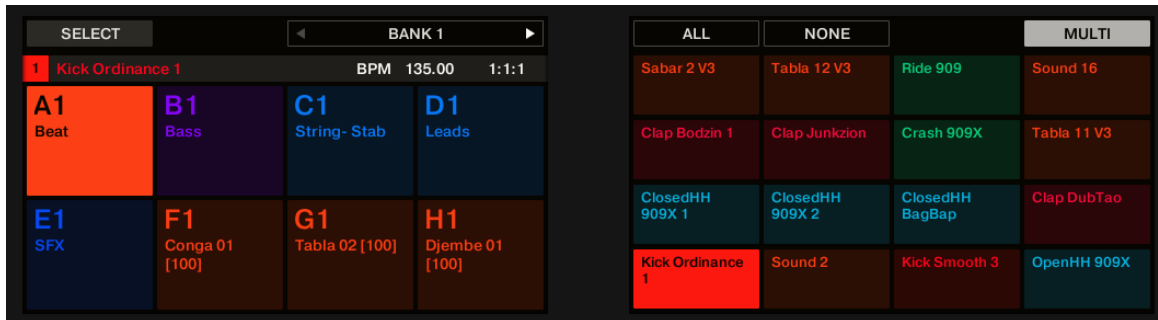 SELECT
BANK 1
1 Kick Ordinance 1 BPM 135.00 1:1:1
A1 B1 C1 D1
Beat Bass String- Stab Leads
E1 F1 G1 H1
SFX Conga 01 Tabla 02 [100] Djembe 01
[100] [100]
ALL NONE MULTI
Sabar 2 V3 Tabla 12 V3 Ride 909 Sound 16
Clap Bodzin 1 Clap Junkzion Crash 909X Tabla 11 V3
ClosedHH ClosedHH ClosedHH Clap DubTao
909X 1 909X 2 BagBap
Kick Ordinance Sound 2 Kick Smooth 3 OpenHH 909X
1